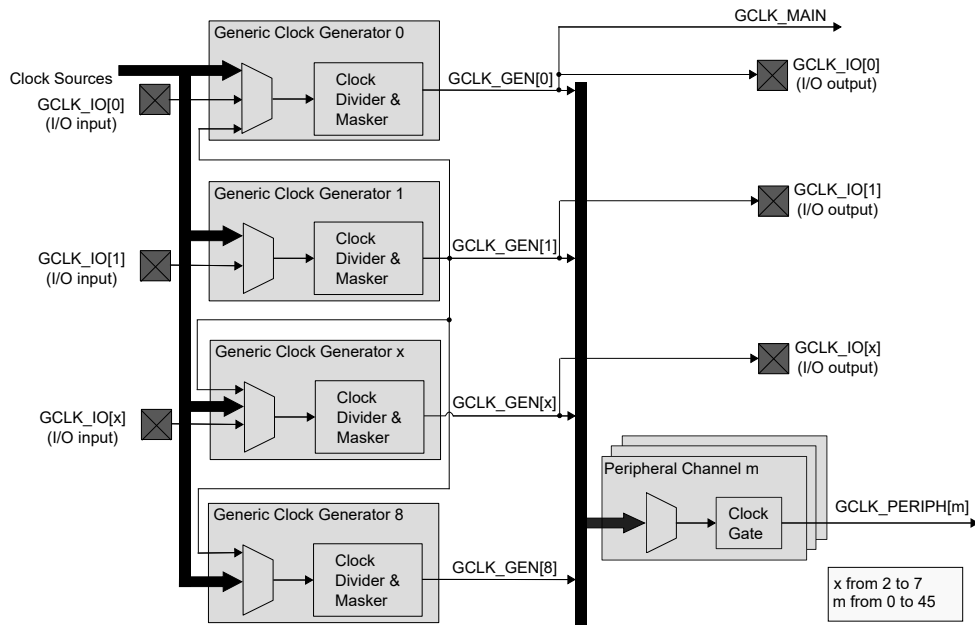 Generic Clock Generator 0
GCLK_MAIN
Clock Sources
GCLK_IO[0]
(I/O input)
Clock
Divider &
Masker
GCLK_GEN[0]
GCLK_IO[0]
(I/O output)
Generic Clock Generator 1
GCLK_IO[1]
(I/O input)
Clock
Divider &
Masker
GCLK_GEN[1]
GCLK_IO[1]
(I/O output)
Generic Clock Generator x
GCLK_IO[x]
(I/O input)
Clock
Divider &
Masker
GCLK_GEN[x]
GCLK_IO[x]
(I/O output)
Generic Clock Generator 8
Clock
Divider &
Masker
GCLK_GEN[8]
Peripheral Channel m
Clock
Gate
GCLK_PERIPH[m]
x from 2 to 7
m from 0 to 45